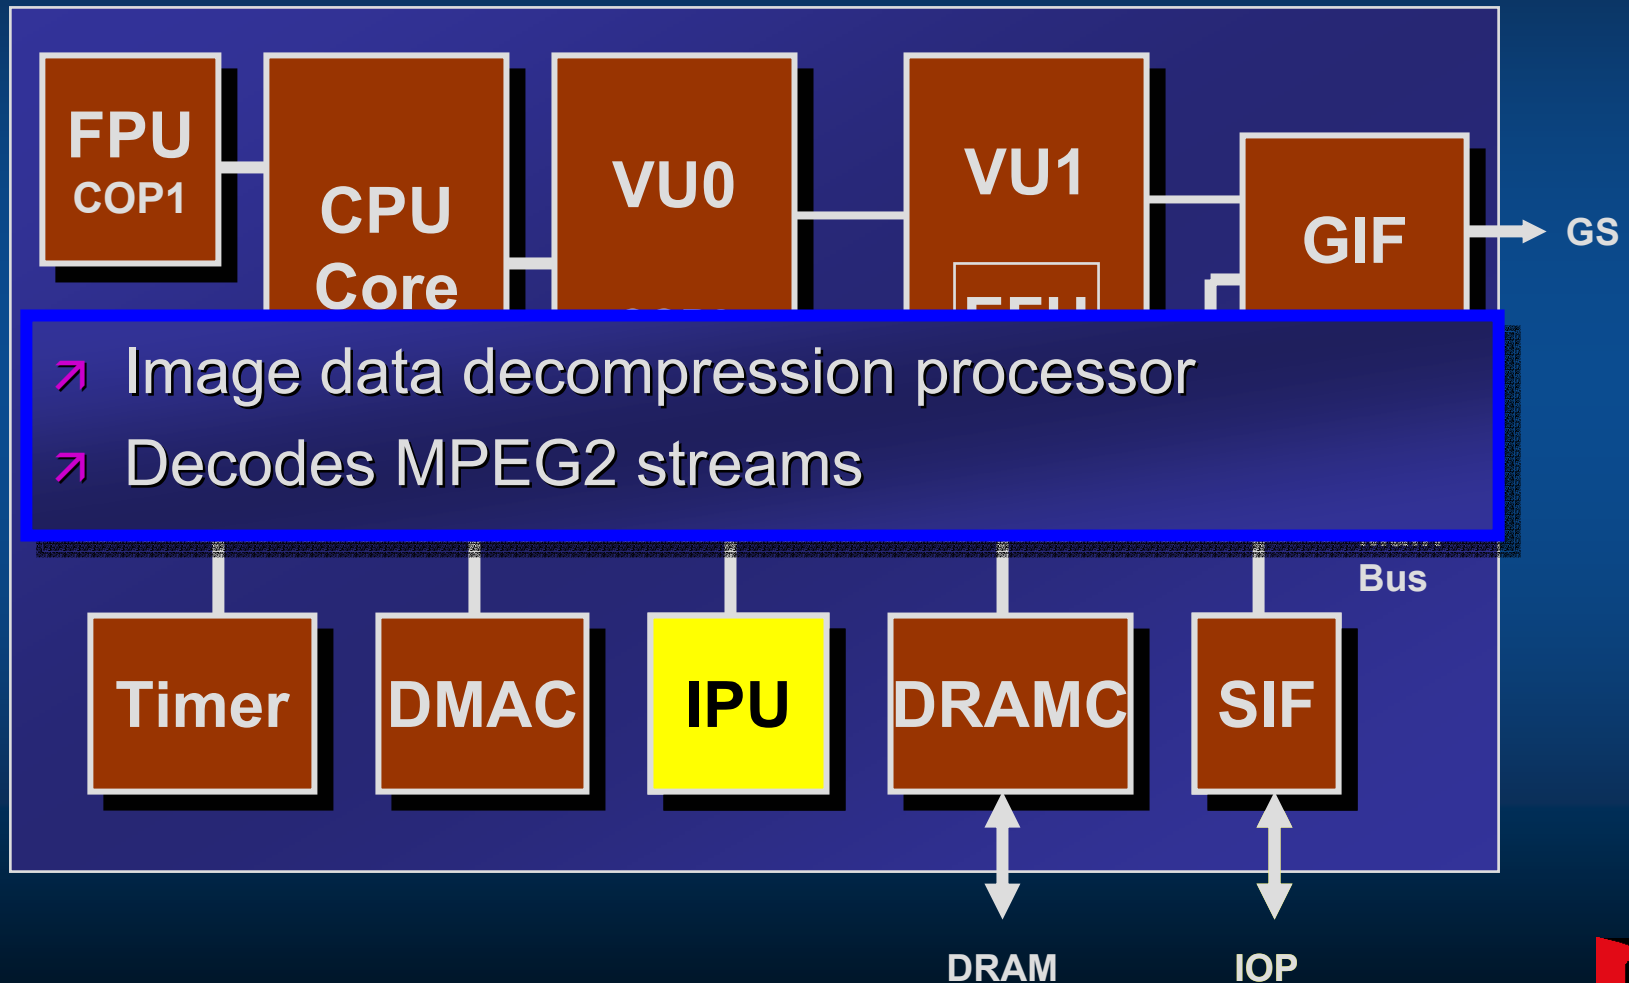 FPU
COP1
CPU
Core
VU0
VU1
GIF
GS
Image data decompression processor
Decodes MPEG2 streams
Bus
Timer
DMAC
IPU
DRAMC
SIF
DRAM
IOP